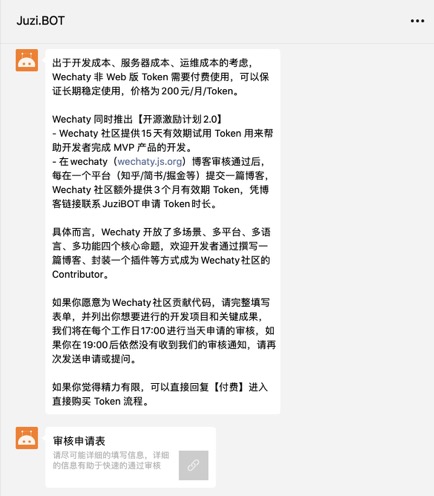 Juzi.BOT
出于开发成本、服务器成本、运维成本的考虑，
Wechaty 非 Web 版 Token 需要付费使用，可以保
证长期稳定使用，价格为 200 元/月/Token。
Wechaty 同时推出【开源激励计划 2.0】
- Wechaty 社区提供 15 天有效期试用 Token 用来帮
助开发者完成 MVP 产品的开发。
- 在 wechaty（wechaty.js.org）博客审核通过后，
每在一个平台（知乎/简书/掘金等）提交一篇博客，
Wechaty 社区额外提供 3 个月有效期 Token，凭博
客链接联系 JuziBOT 申请 Token 时长。
具体而言，Wechaty 开放了多场景、多平台、多语
言、多功能四个核心命题，欢迎开发者通过撰写一
篇博客、封装一个插件等方式成为 Wechaty 社区的
Contributor。
如果你愿意为 Wechaty 社区贡献代码，请完整填写
表单，并列出你想要进行的开发项目和关键成果，
我们将在每个工作日17:00 进行当天申请的审核，如
果你在 19:00 后依然没有收到我们的审核通知，请再
次发送申请或提问。
如果你觉得精力有限，可以直接回复【付费】进入
直接购买 Token 流程。
审核申请表
请尽可能详细的填写信息，详细
的信息有助于快速的通过审核